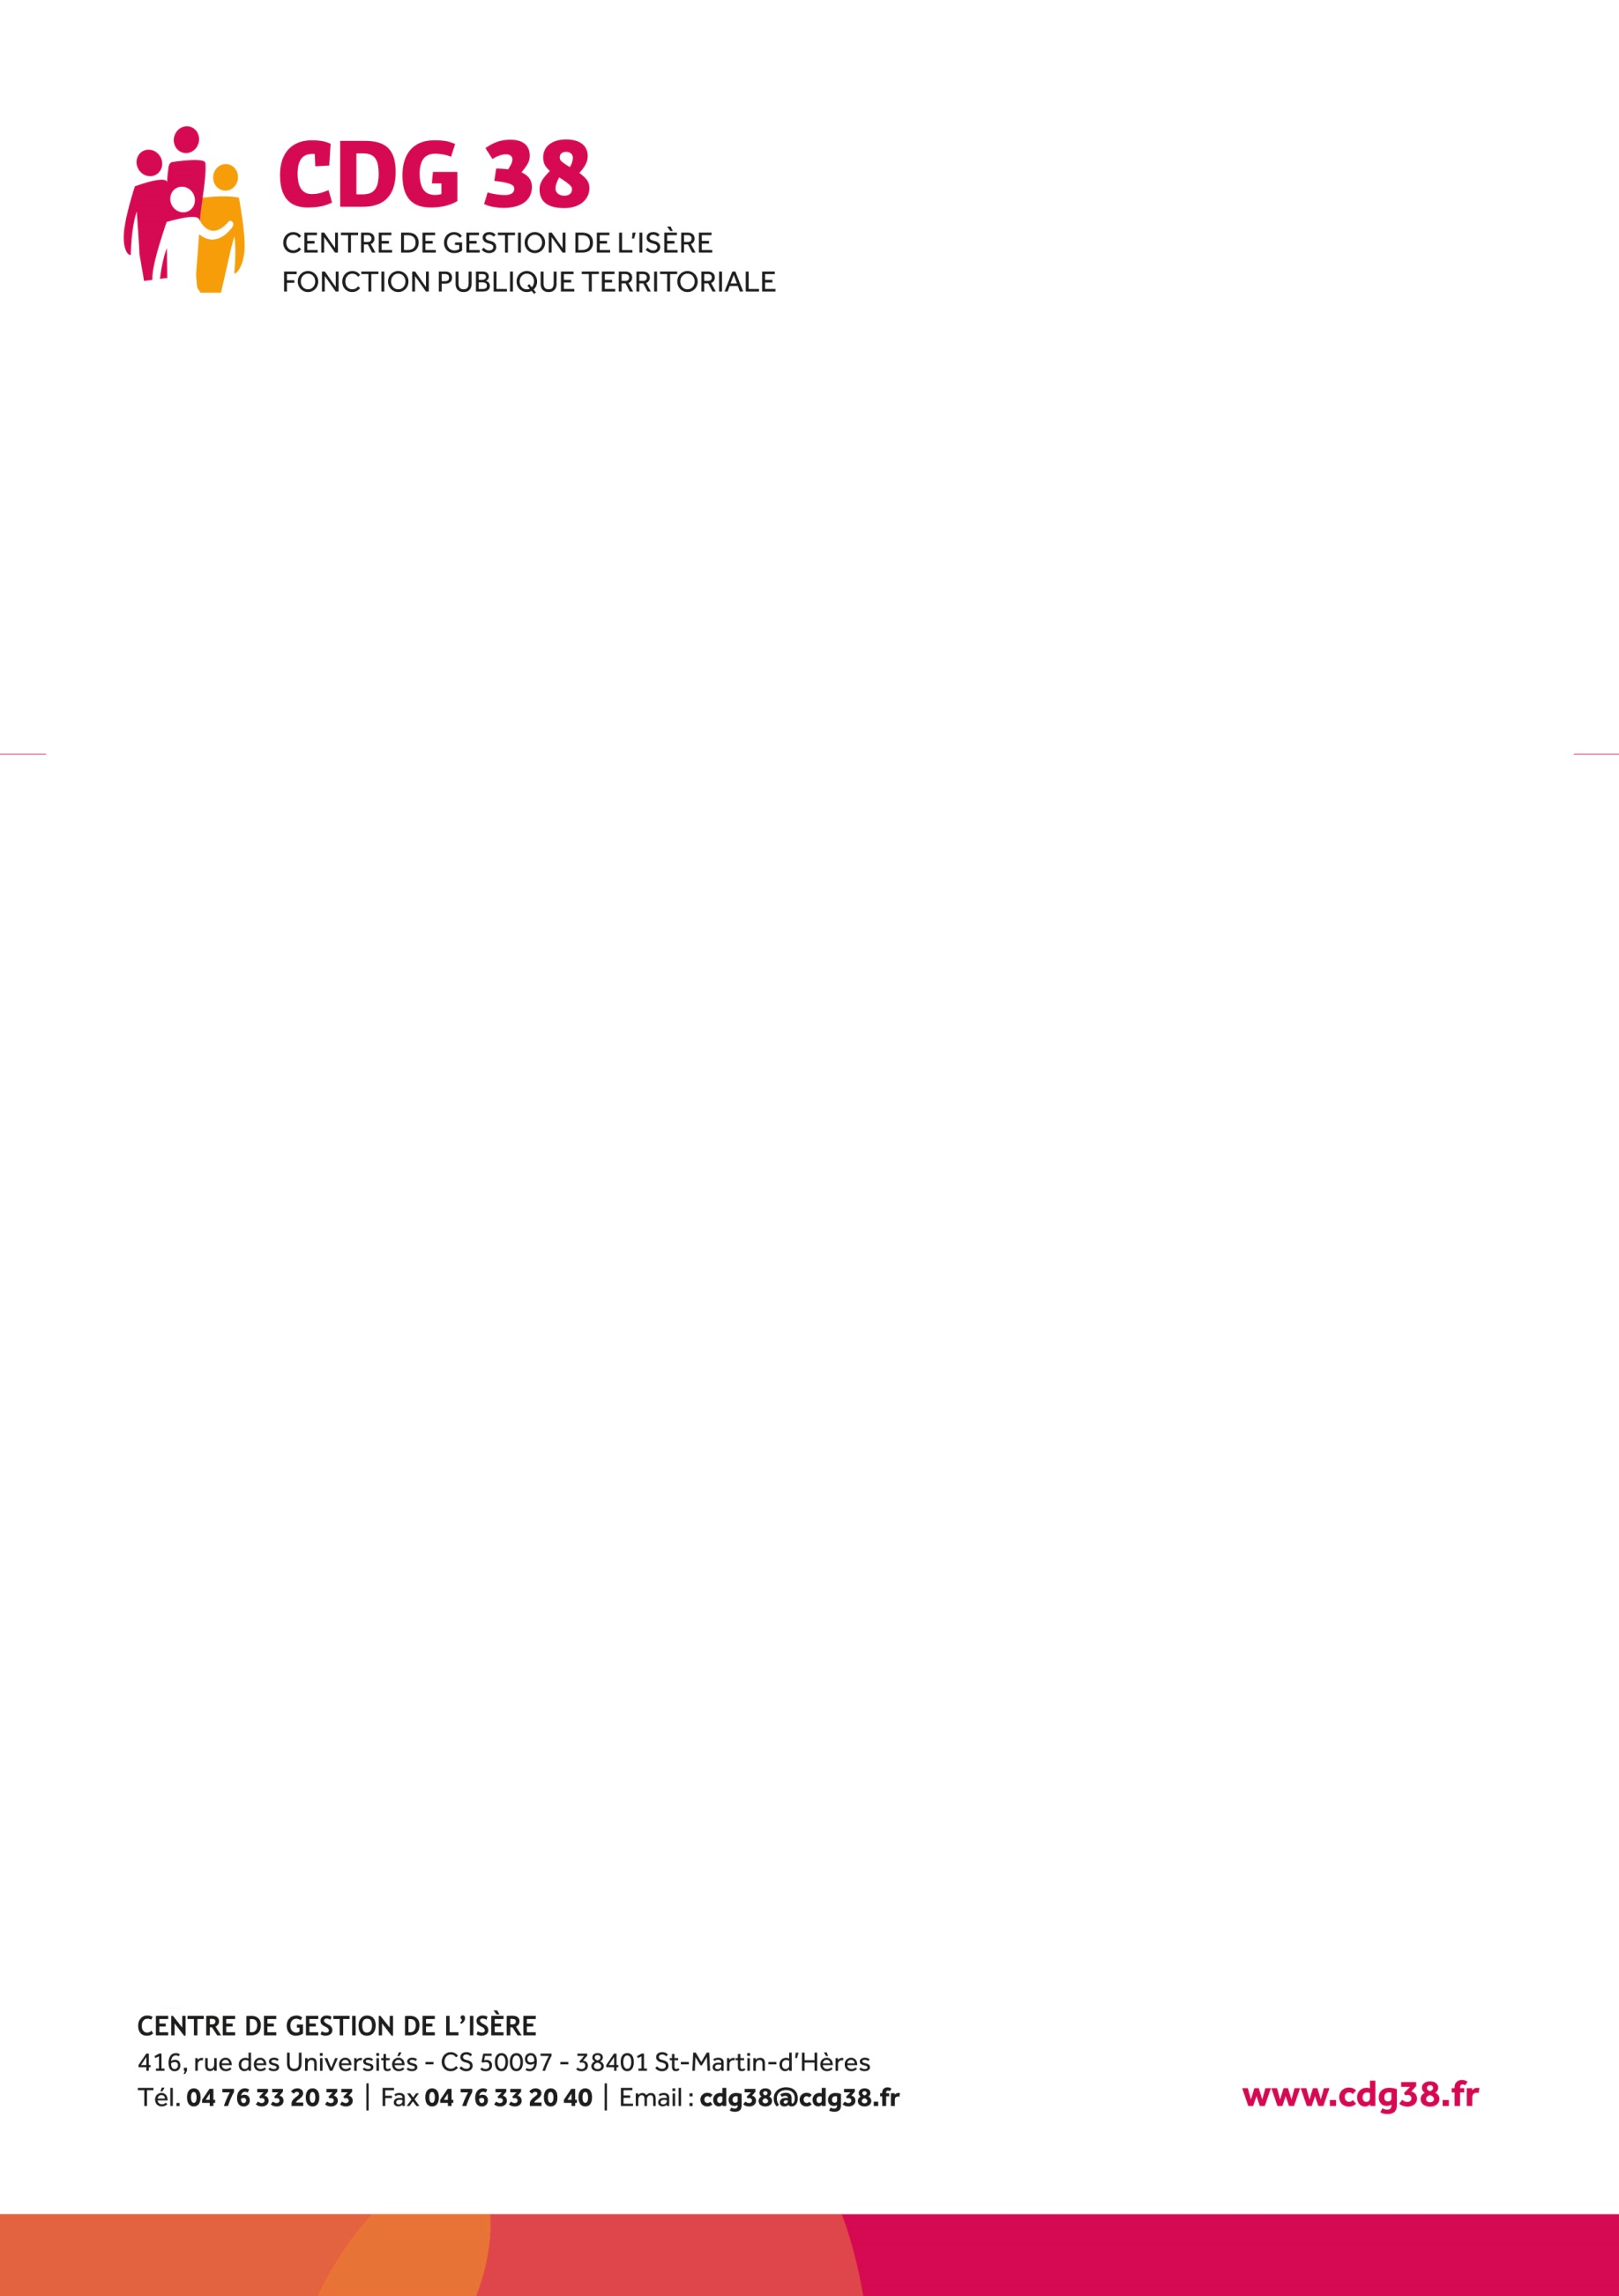 CDG 38
CENTRE DE GESTION DE L'ISÈRE
FONCTION PUBLIQUE TERRITORIALE
CENTRE DE GESTION DE L'ISÈRE
416, rue des Universités - CS 50097 - 38401 St-Martin-d'Hères
Tél. 04 76 33 20 33 | Fax 04 76 33 20 40 | Email : cdg38@cdg38.fr
www.cdg38.fr